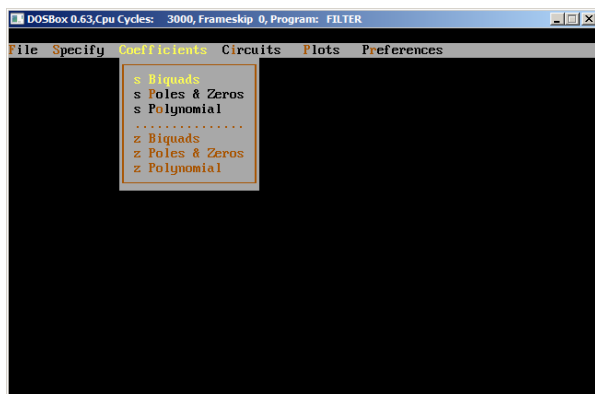 DOSBox 0.63,Cpu Cycles: 3000, Frameskip 0, Program: FILTER
File Specify Coefficients Circuits Plots Preferences
s Biquads
s Poles & Zeros
s Polynomial
...............
z Biquads
z Poles & Zeros
z Polynomial